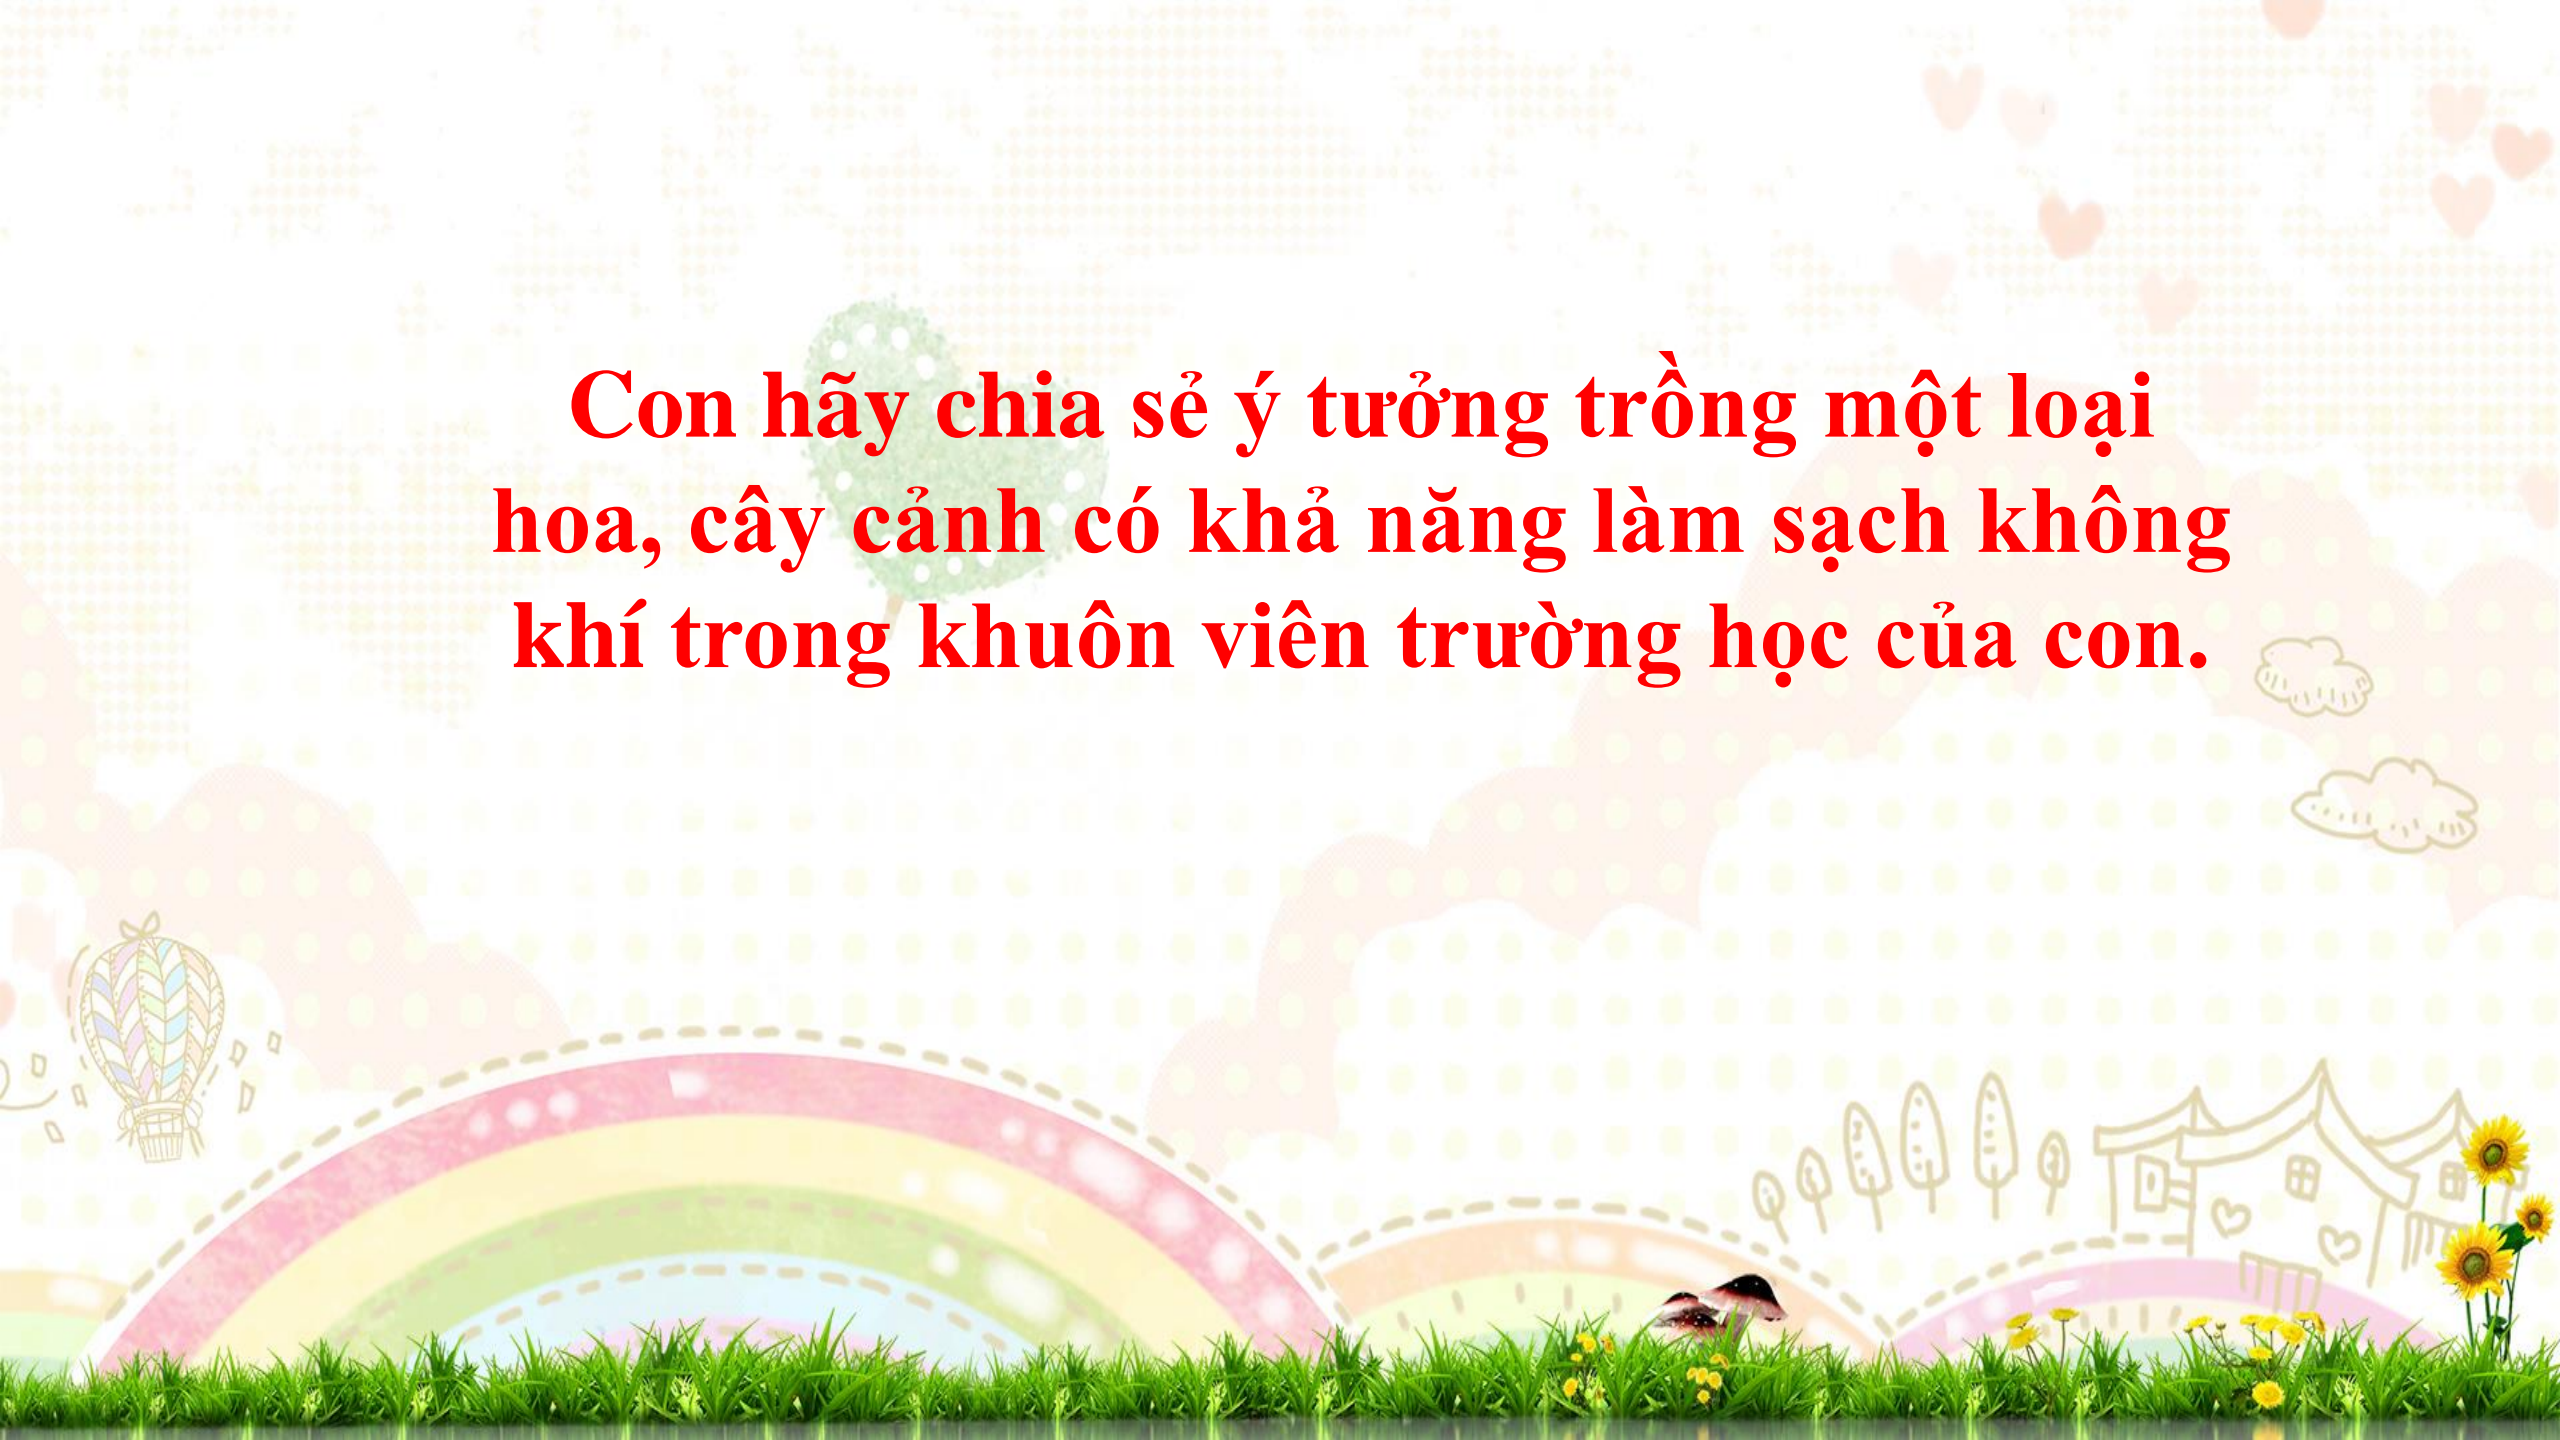 Con hãy chia sẻ ý tưởng trồng một loại
hoa, cây cảnh có khả năng làm sạch không
khí trong khuôn viên trường học của con.